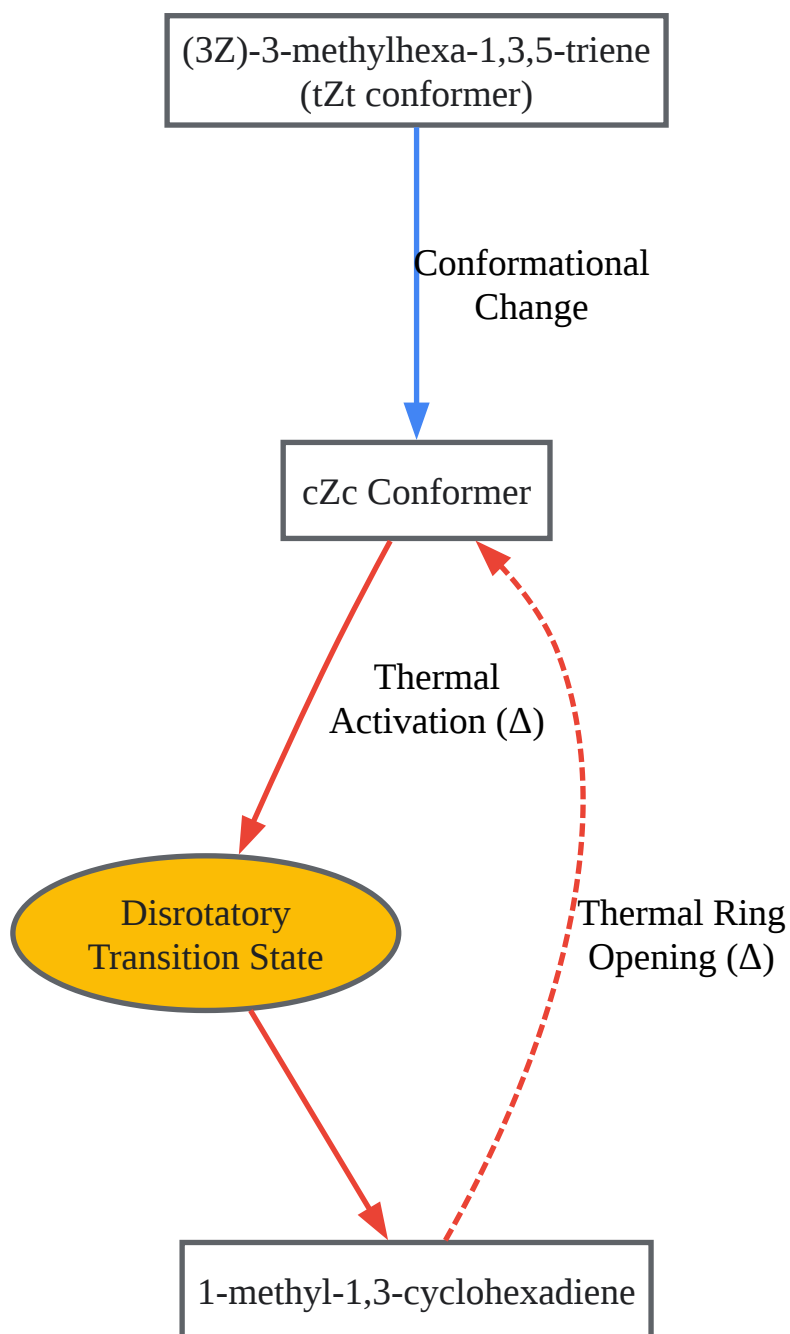 (3Z)-3-methylhexa-1,3,5-triene
(tZt conformer)
Conformational
Change
cZc Conformer
Thermal
Activation (Δ)
Disrotatory
Transition State
Thermal Ring
Opening (Δ)
1-methyl-1,3-cyclohexadiene